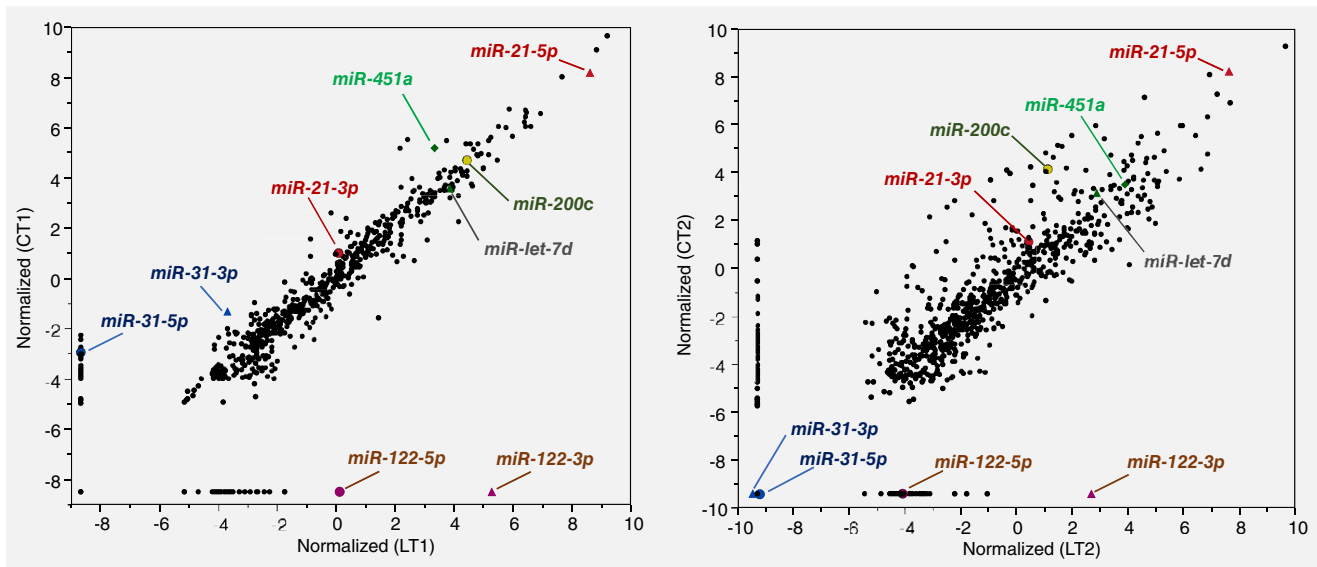 10
8
6
4
2
0
-2
-4
-6
-8
Normalized (CT1)
-8
-6
-4
-2
0
2
4
6
8
10
Normalized (LT1)
miR-21-5p
miR-451a
miR-21-3p
miR-200c
miR-let-7d
miR-31-3p
miR-31-5p
miR-122-5p
miR-122-3p
10
8
6
4
2
0
-2
-4
-6
-8
-10
Normalized (CT2)
-10
-8
-6
-4
-2
0
2
4
6
8
10
Normalized (LT2)
miR-21-5p
miR-451a
miR-200c
miR-21-3p
miR-let-7d
miR-31-3p
miR-31-5p
miR-122-5p
miR-122-3p